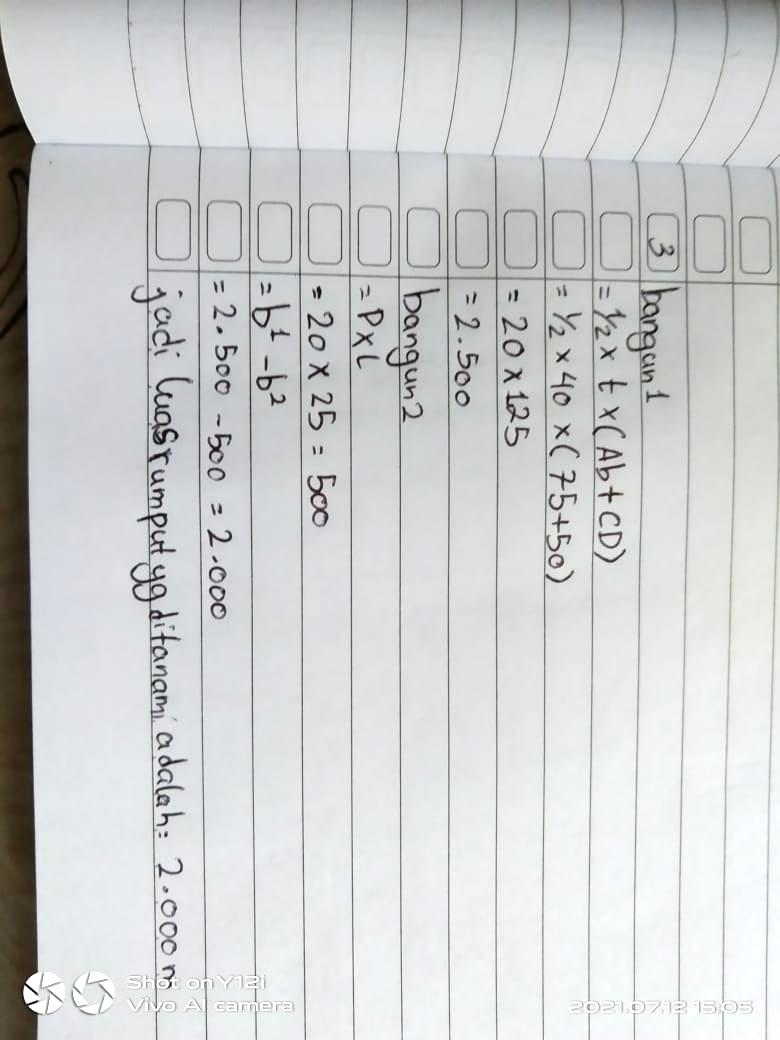 3 bangun 1
= 1/2 x t x (Ab + CD)
= 1/2 x 40 x (75+50)
= 20 x 125
= 2.500
bangun 2
= P x L
= 20 x 25 = 500
= b¹ - b²
= 2.500 - 500 = 2.000
jadi luas rumput yg ditanami adalah = 2.000 m
Shot on Y12i
Vivo AI camera
2021.07.12 15:05